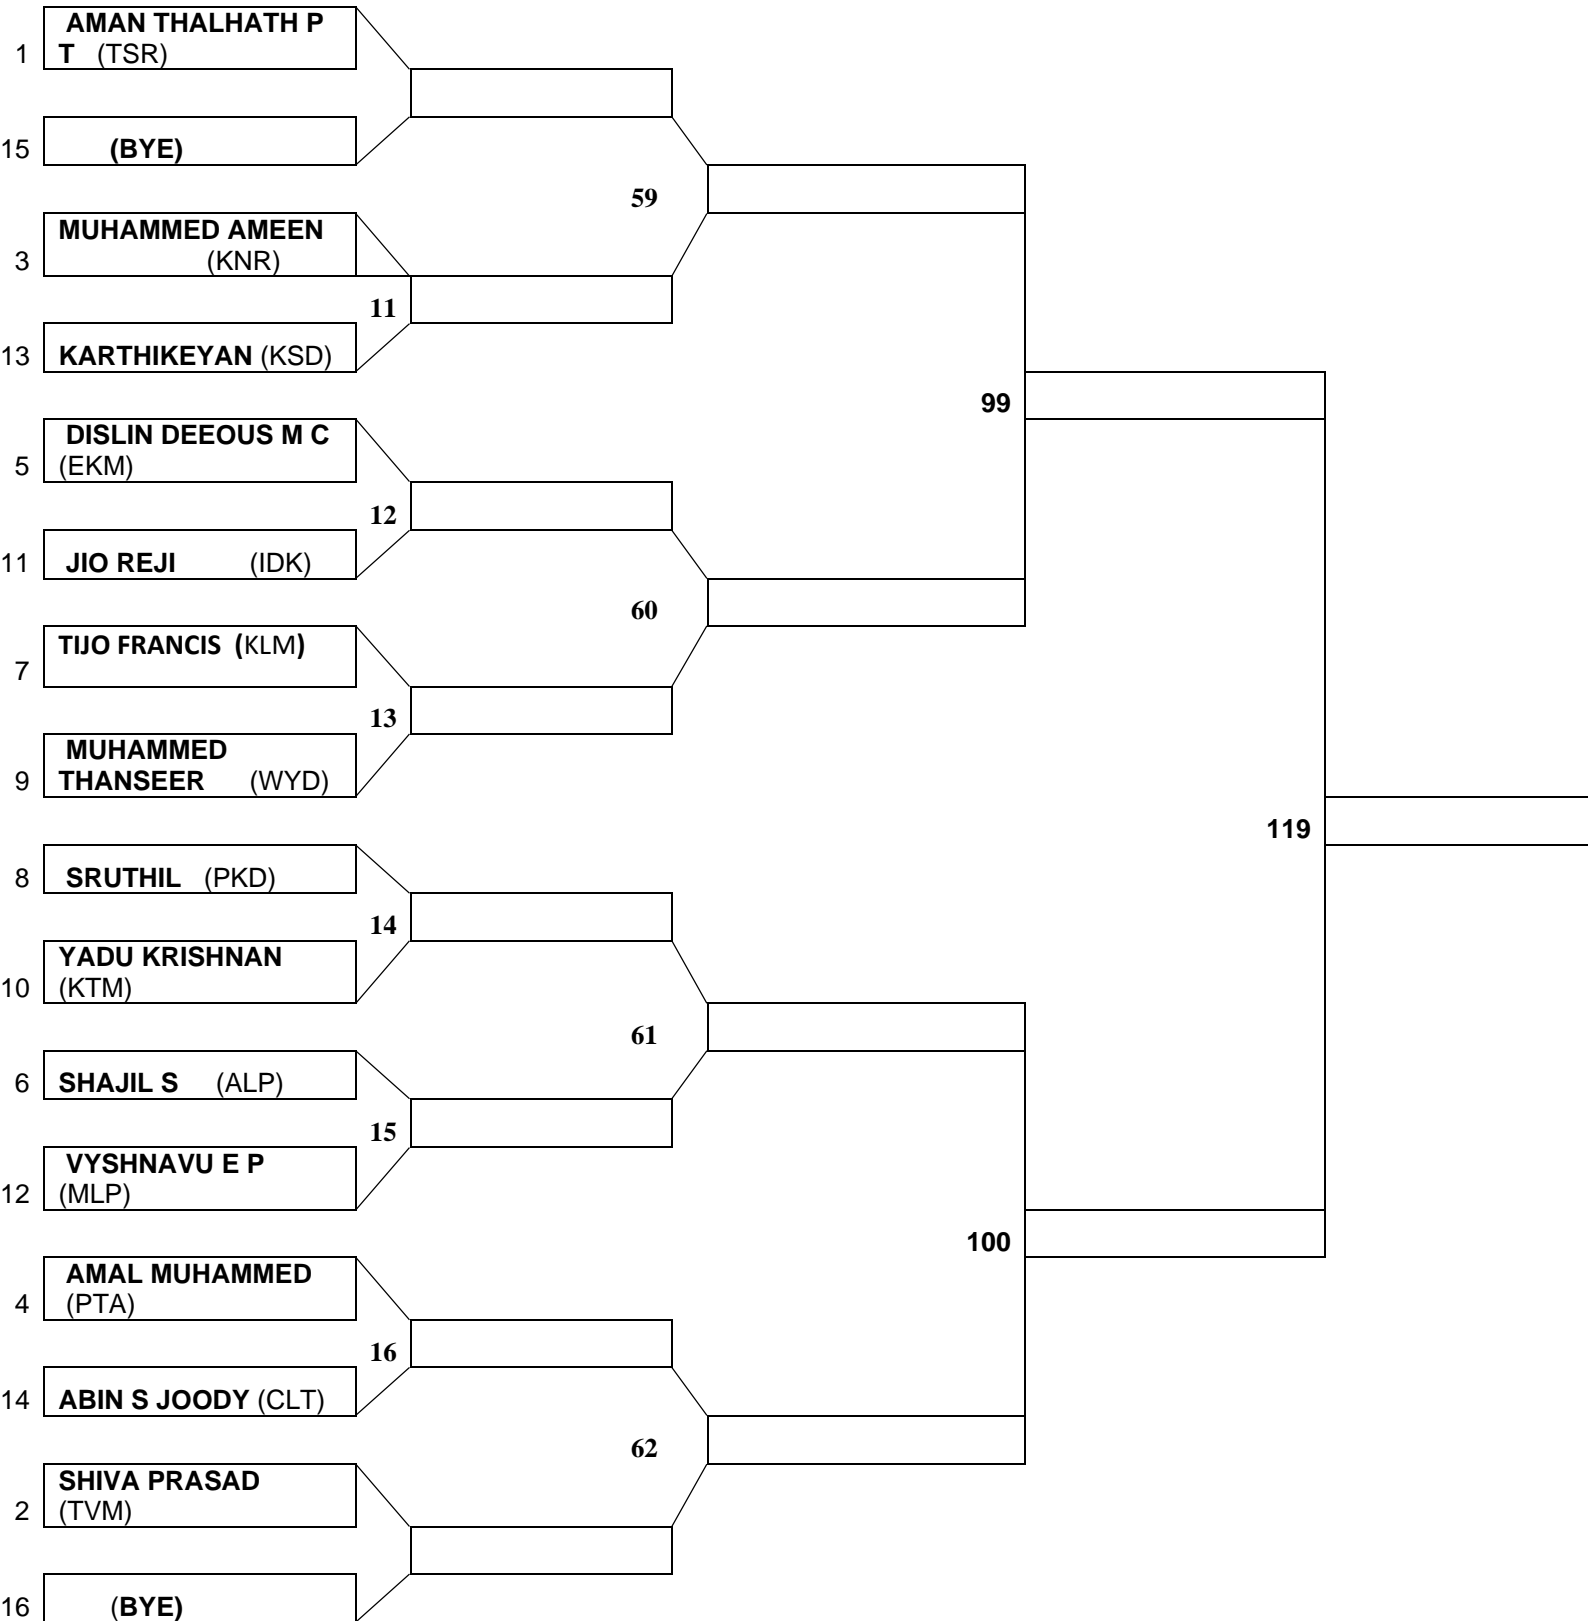 AMAN THALHATH P
1 T (TSR)
15 (BYE)
59
MUHAMMED AMEEN
3 (KNR)
11
13 KARTHIKEYAN (KSD)
99
DISLIN DEEOUS M C
5 (EKM)
12
11 JIO REJI (IDK)
60
TIJO FRANCIS (KLM)
7
13
MUHAMMED
9 THANSEER (WYD)
119
8 SRUTHIL (PKD)
14
YADU KRISHNAN
10 (KTM)
61
6 SHAJIL S (ALP)
15
VYSHNAVU E P
12 (MLP)
100
AMAL MUHAMMED
4 (PTA)
16
14 ABIN S JOODY (CLT)
62
SHIVA PRASAD
2 (TVM)
16 (BYE)